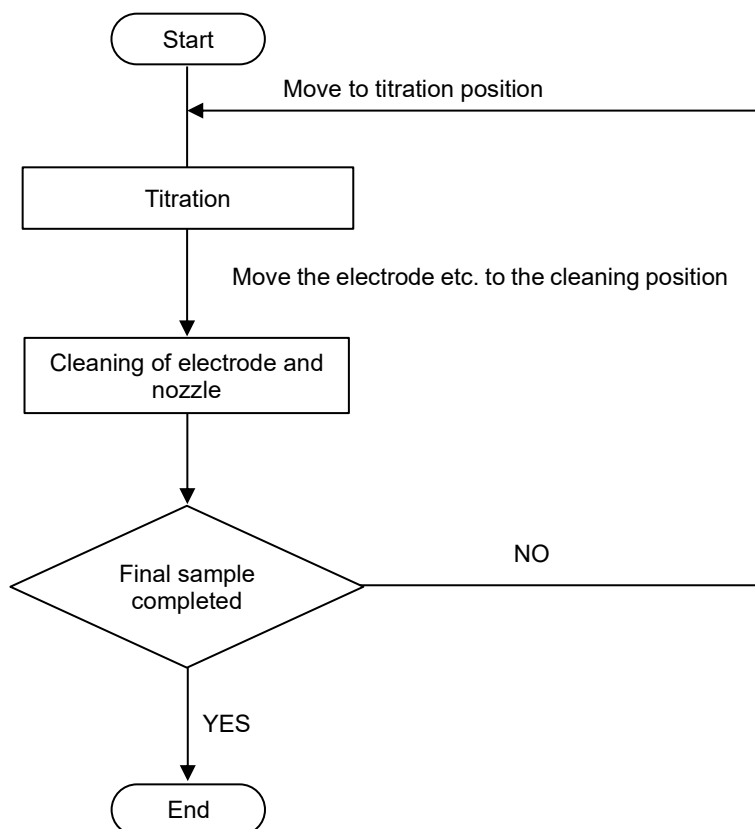 Start
Move to titration position
Titration
Move the electrode etc. to the cleaning position
Cleaning of electrode and
nozzle
Final sample
completed
NO
YES
End